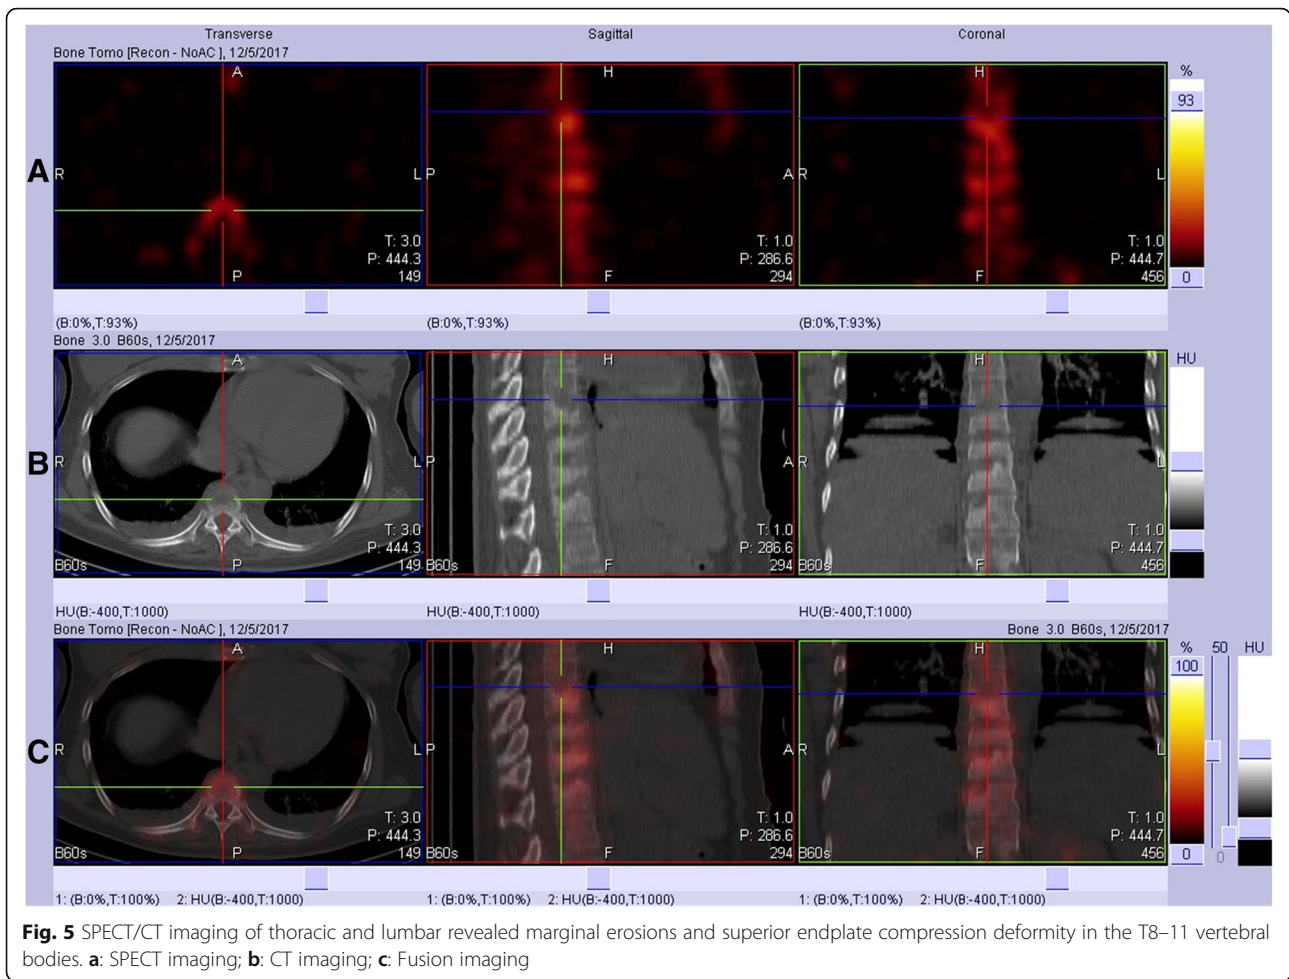 Transverse Sagittal Coronal
Bone Tomo [Recon - NoAC ], 12/5/2017
A H H %
93
A R L P A R L
T: 3.0 T: 1.0 T: 1.0
P: 444.3 P: 286.6 P: 444.7
P 149 F 294 F 456 0
(B:0%,T:93%) (B:0%,T:93%) (B:0%,T:93%)
Bone 3.0 B60s, 12/5/2017
A H H HU
B R L P A R L
T: 3.0 T: 1.0 T: 1.0
P: 444.3 P: 286.6 P: 444.7
B60s P 149 B60s F 294 B60s F 456
HU(B:-400,T:1000) HU(B:-400,T:1000) HU(B:-400,T:1000)
Bone Tomo [Recon - NoAC ], 12/5/2017 Bone 3.0 B60s, 12/5/2017
A H H % 50 HU
100
C R L P A R L
T: 3.0 T: 1.0 T: 1.0
P: 444.3 P: 286.6 P: 444.7
B60s P 149 B60s F 294 B60s F 456 0 0
1: (B:0%,T:100%) 2: HU(B:-400,T:1000) 1: (B:0%,T:100%) 2: HU(B:-400,T:1000) 1: (B:0%,T:100%) 2: HU(B:-400,T:1000)
Fig. 5 SPECT/CT imaging of thoracic and lumbar revealed marginal erosions and superior endplate compression deformity in the T8–11 vertebral
bodies. a: SPECT imaging; b: CT imaging; c: Fusion imaging